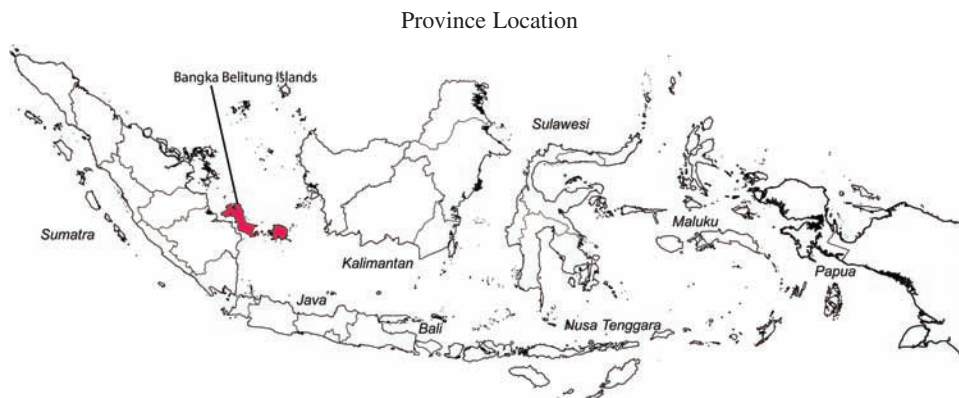 Province Location
Bangka Belitung Islands
Sulawesi
Sumatra
Maluku
Kalimantan
Papua
Java
Bali
Nusa Tenggara